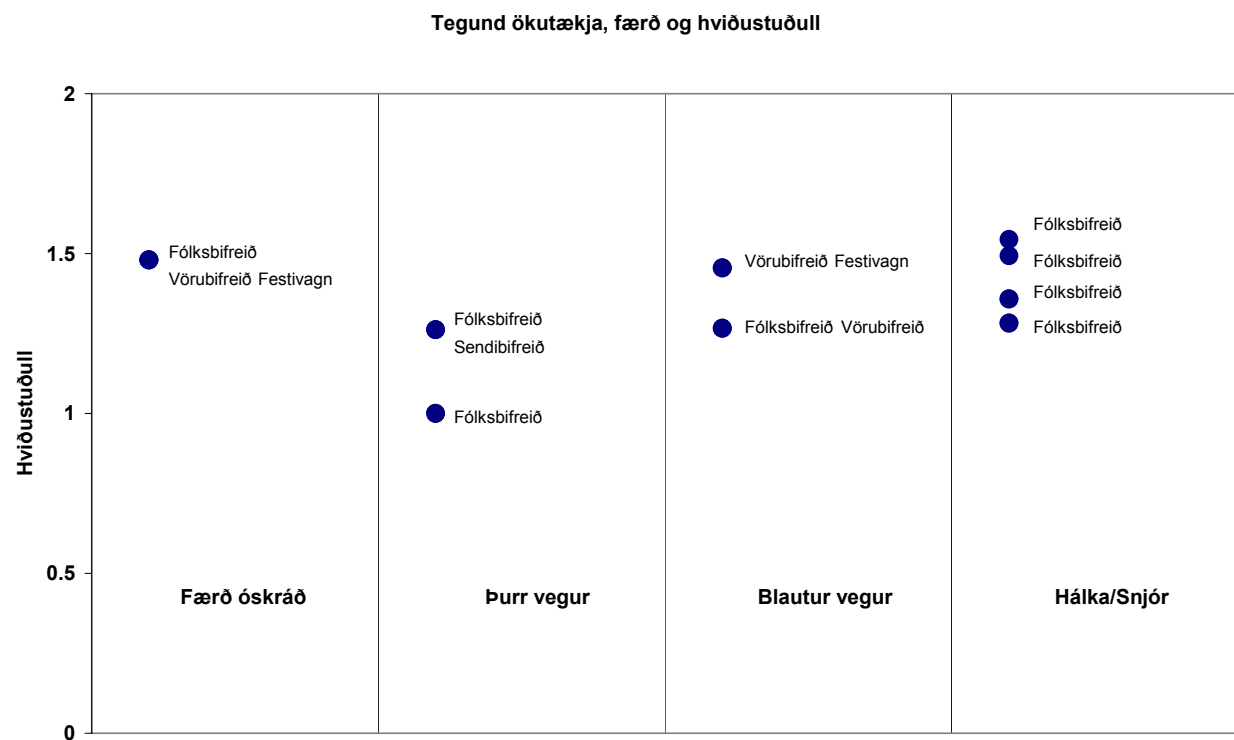 Tegund ökutækja, færð og hviðustuðull
Hviðustuðull
2
1.5
1
0.5
0
Fólksbifreið
Vörubifreið Festivagn
Færð óskráð
Fólksbifreið
Sendibifreið
Fólksbifreið
Þurr vegur
Vörubifreið Festivagn
Fólksbifreið Vörubifreið
Blautur vegur
Fólksbifreið
Fólksbifreið
Fólksbifreið
Fólksbifreið
Hálka/Snjór